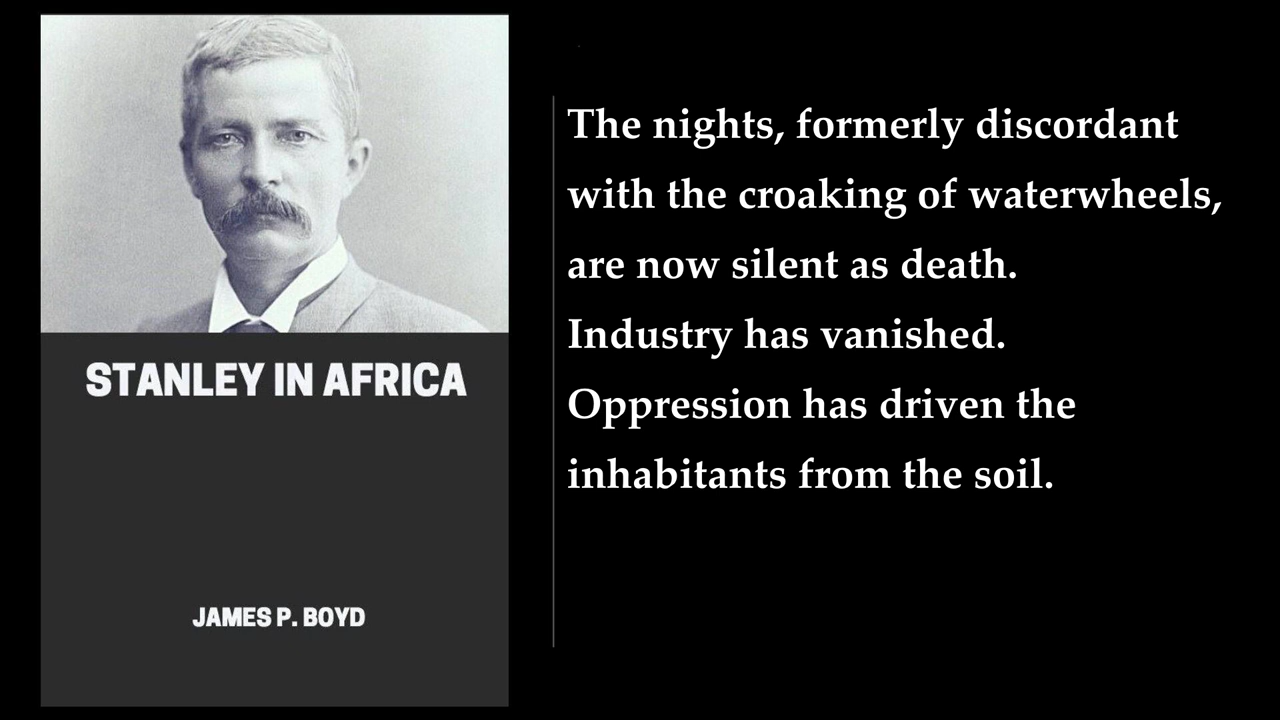 STANLEY IN AFRICA
JAMES P. BOYD
The nights, formerly discordant
with the croaking of waterwheels,
are now silent as death.
Industry has vanished.
Oppression has driven the
inhabitants from the soil.